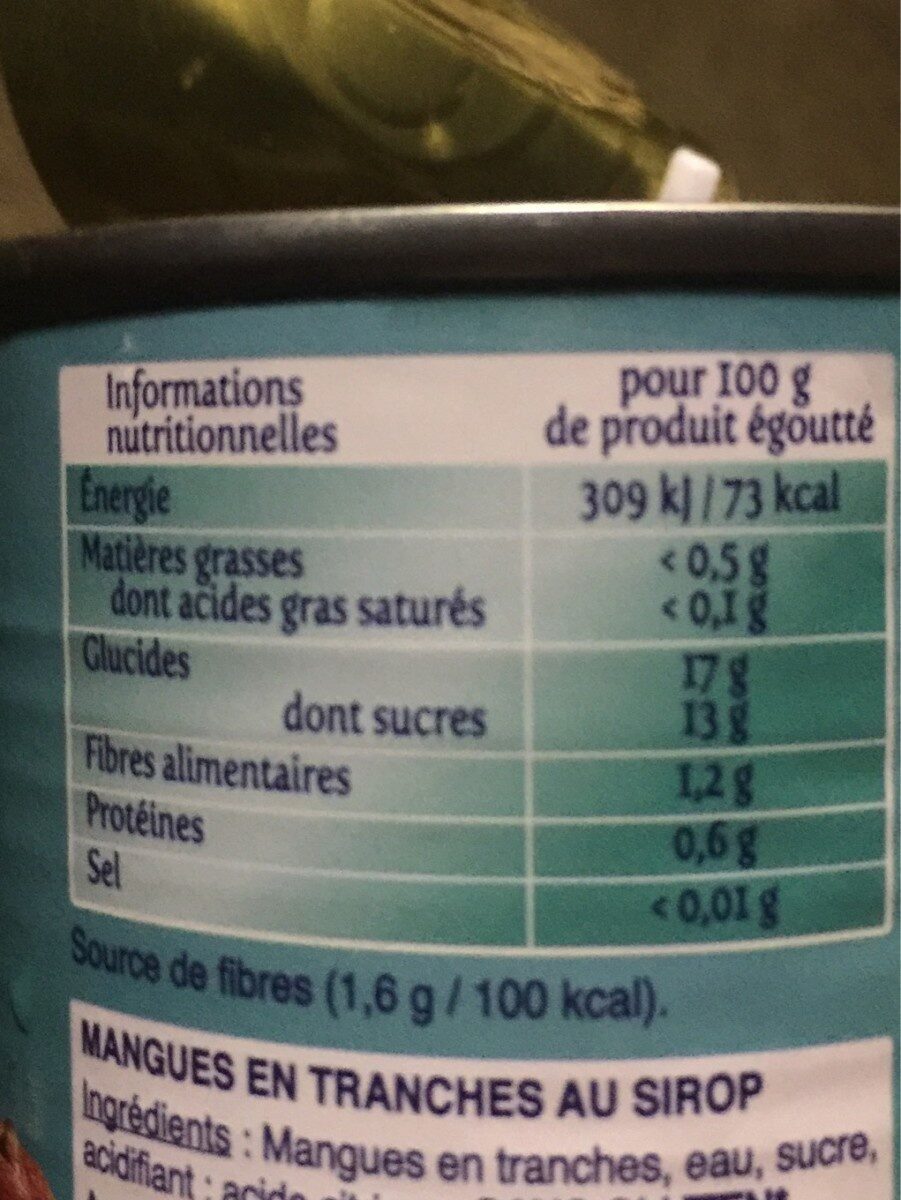 Informations
nutritionnelles
pour 100 g
de produit égoutté
Énergie 309 kJ / 73 kcal
Matières grasses < 0,5 g
dont acides gras saturés < 0,1 g
Glucides 17 g
dont sucres 13 g
Fibres alimentaires 1,2 g
Protéines 0,6 g
Sel < 0,01 g
Source de fibres (1,6 g / 100 kcal).
MANGUES EN TRANCHES AU SIROP
Ingrédients : Mangues en tranches, eau, sucre,
acidifiant : acide